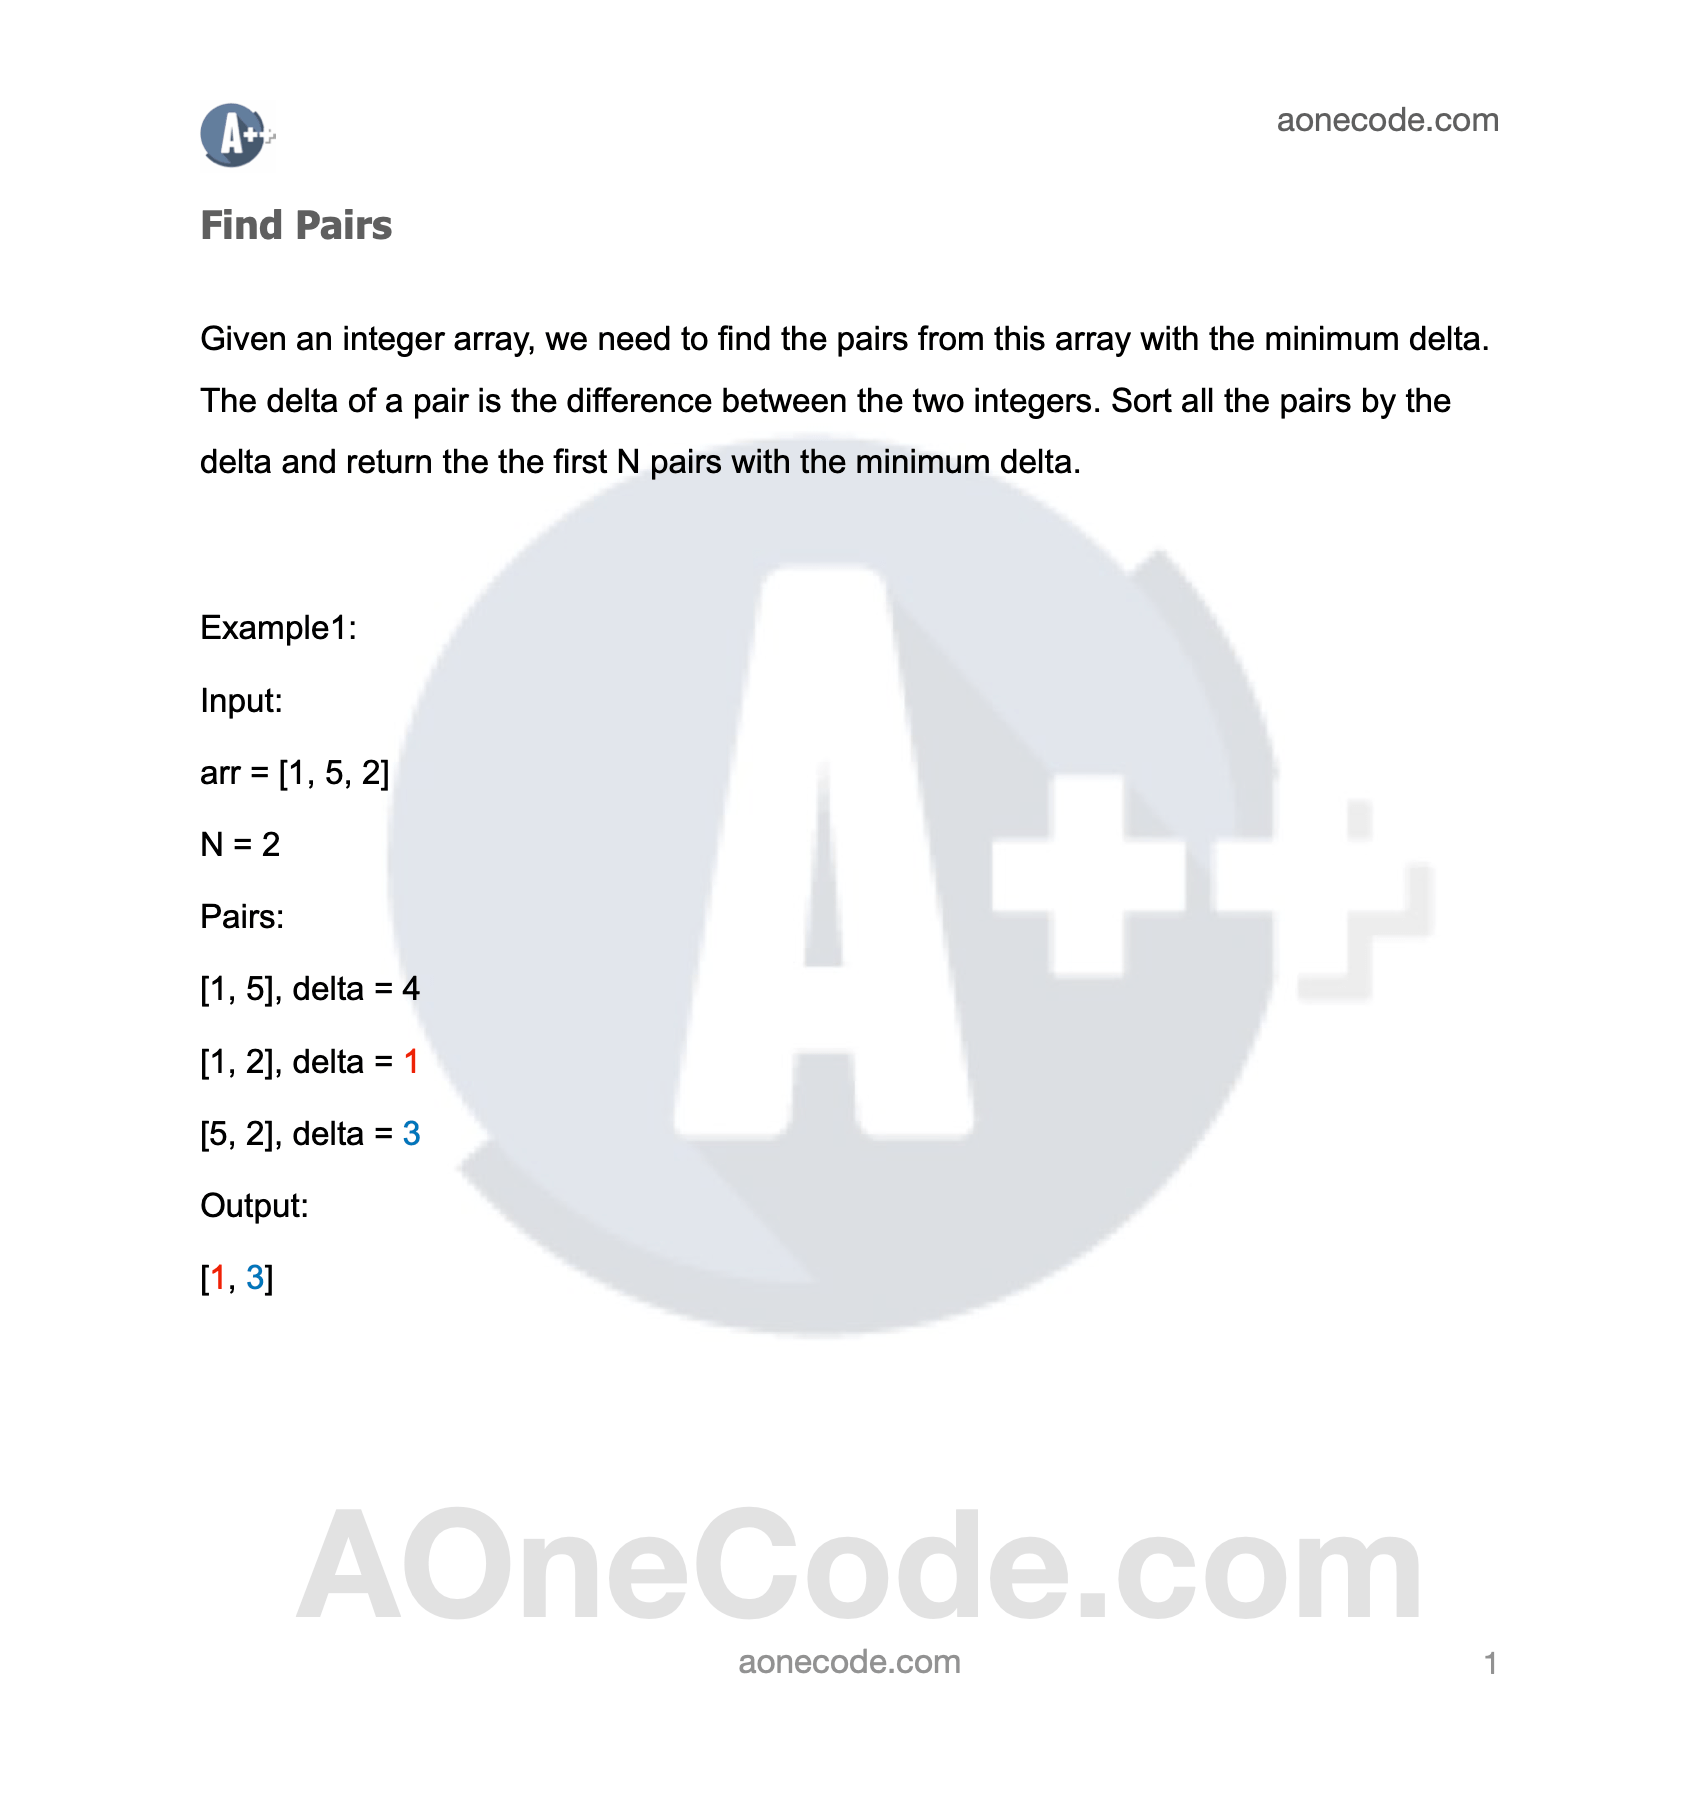 A++
aonecode.com
Find Pairs
Given an integer array, we need to find the pairs from this array with the minimum delta.
The delta of a pair is the difference between the two integers. Sort all the pairs by the
delta and return the the first N pairs with the minimum delta.
Example1:
Input:
arr = [1, 5, 2]
N = 2
Pairs:
[1, 5], delta = 4
[1, 2], delta = 1
[5, 2], delta = 3
Output:
[1, 3]
A++
AOneCode.com
aonecode.com
1